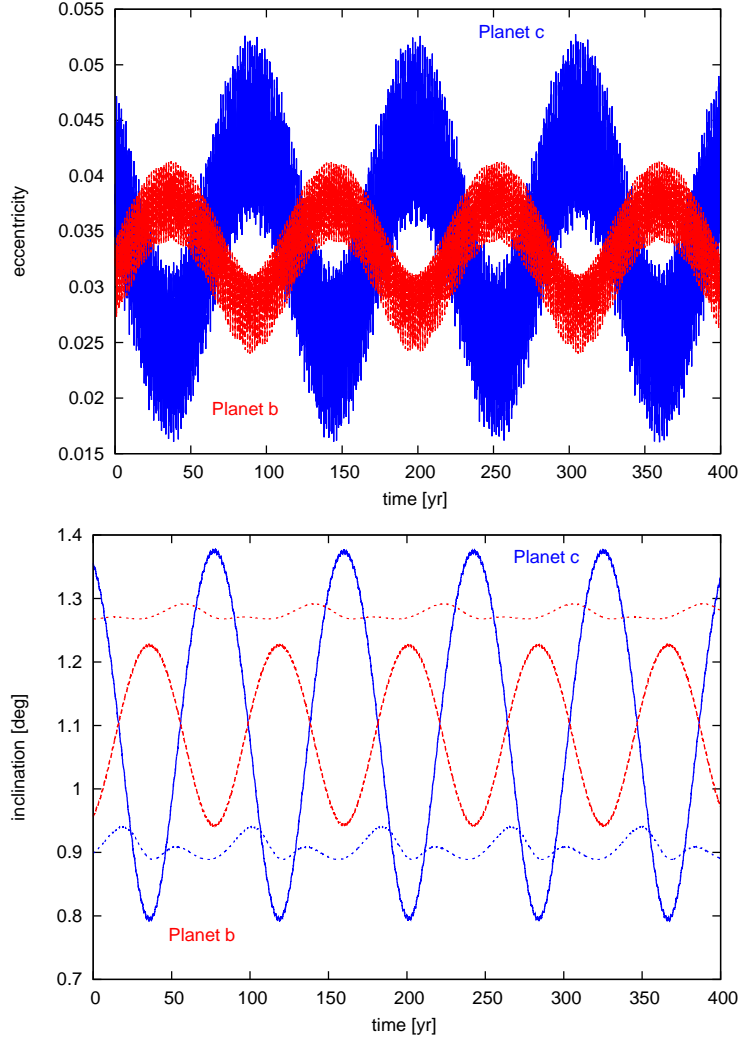 0.055
Planet c
0.05
0.045
0.04
eccentricity
0.035
0.03
0.025
0.02
Planet b
0.015
0 50 100 150 200 250 300 350 400
time [yr]
1.4
Planet c
1.3
1.2
inclination [deg]
1.1
1
0.9
0.8
Planet b
0.7
0 50 100 150 200 250 300 350 400
time [yr]